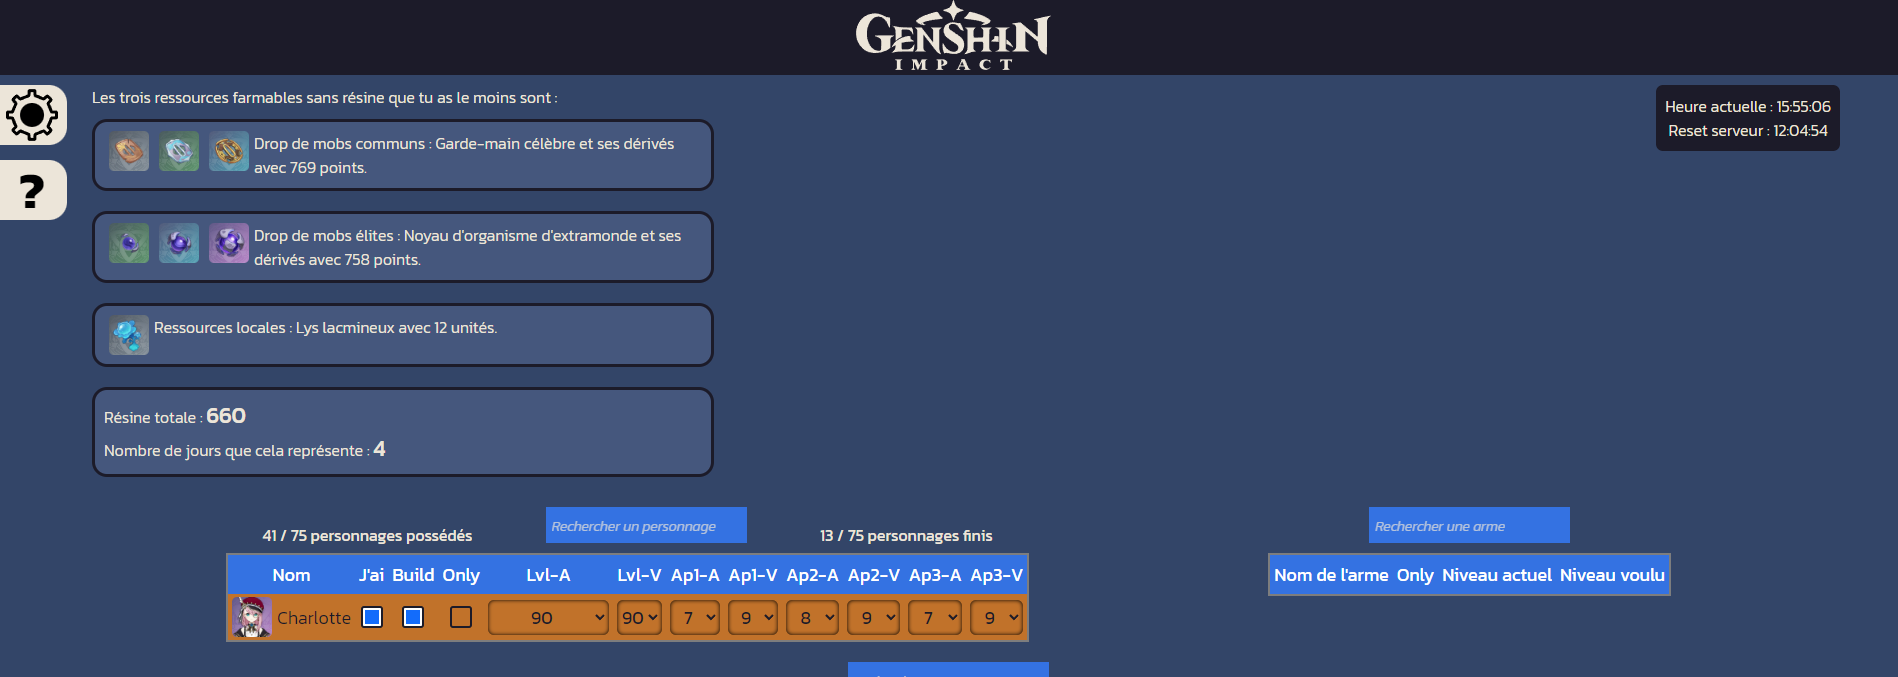 GENSHIN
IMPACT
Les trois ressources farmables sans résine que tu as le moins sont :
Heure actuelle : 15:55:06
Reset serveur : 12:04:54
?
Drop de mobs communs : Garde-main célèbre et ses dérivés
avec 769 points.
Drop de mobs élites : Noyau d'organisme d'extramonde et ses
dérivés avec 758 points.
Ressources locales : Lys lacmineux avec 12 unités.
Résine totale : 660
Nombre de jours que cela représente : 4
41 / 75 personnages possédés
Rechercher un personnage
13 / 75 personnages finis
Rechercher une arme
Nom J'ai Build Only Lvl-A Lvl-V Ap1-A Ap1-V Ap2-A Ap2-V Ap3-A Ap3-V
Nom de l'arme Only Niveau actuel Niveau voulu
Charlotte 90 90 7 9 8 9 7 9